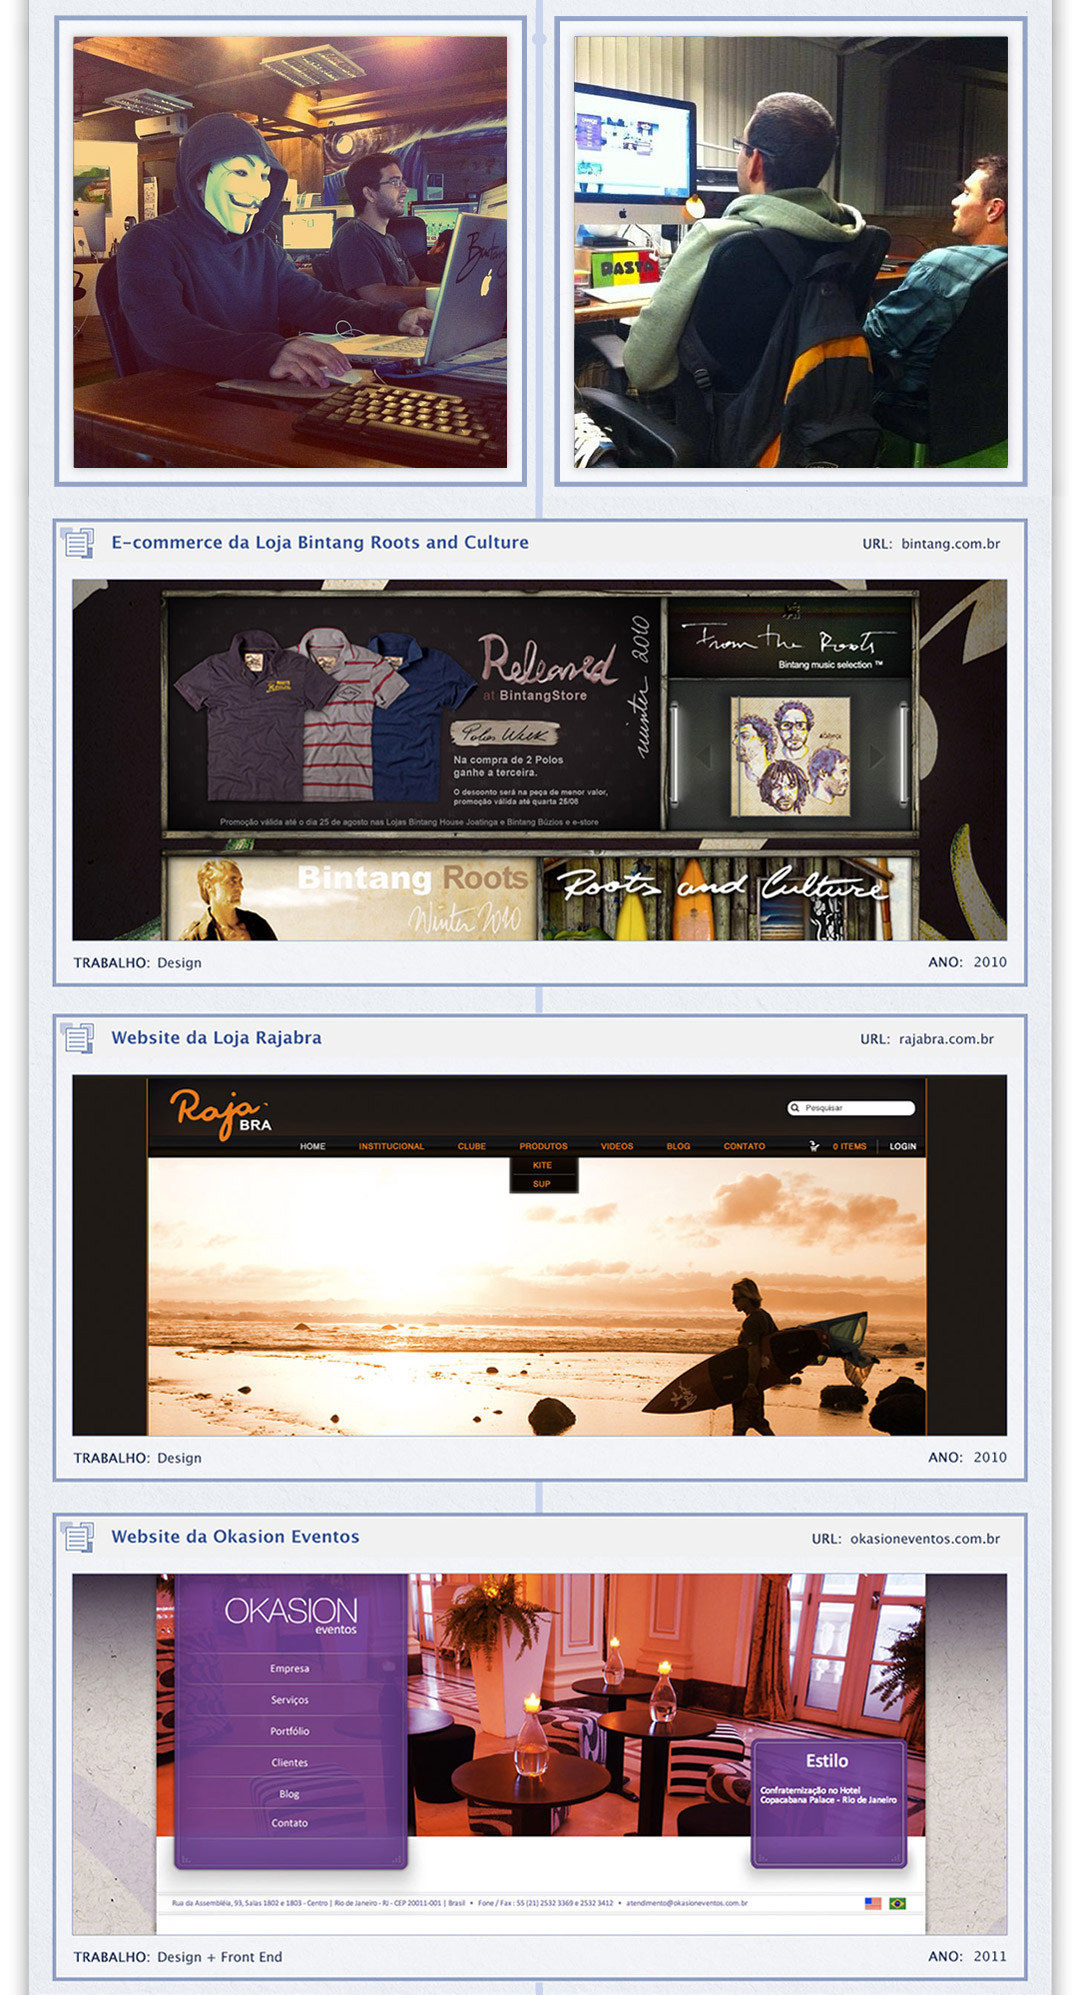 Bintang
RASTA
E-commerce da Loja Bintang Roots and Culture
URL: bintang.com.br
Released
at BintangStore
winter 2010
Polos Week
Na compra de 2 Polos
ganhe a terceira.
O desconto será na peça de menor valor,
promoção válida até quarta 25/08
Promoção válida até o dia 25 de agosto nas Lojas Bintang House Joatinga e Bintang Búzios e e-store
From the Roots
Bintang music selection ™
Bintang Roots
Winter 2010
Roots and Culture
TRABALHO: Design
ANO: 2010
Website da Loja Rajabra
URL: rajabra.com.br
Raja
BRA
Pesquisar
HOME INSTITUCIONAL CLUBE PRODUTOS VIDEOS BLOG CONTATO 0 ITEMS LOGIN
KITE
SUP
TRABALHO: Design
ANO: 2010
Website da Okasion Eventos
URL: okasioneventos.com.br
OKASION
eventos
Empresa
Serviços
Portfólio
Clientes
Blog
Contato
Estilo
Confraternização no Hotel
Copacabana Palace - Rio de Janeiro
Rua da Assembléia, 93, Salas 1802 e 1803 - Centro | Rio de Janeiro - RJ - CEP 20011-001 | Brasil • Fone / Fax : 55 (21) 2532 3369 e 2532 3412 • atendimento@okasioneventos.com.br
TRABALHO: Design + Front End
ANO: 2011